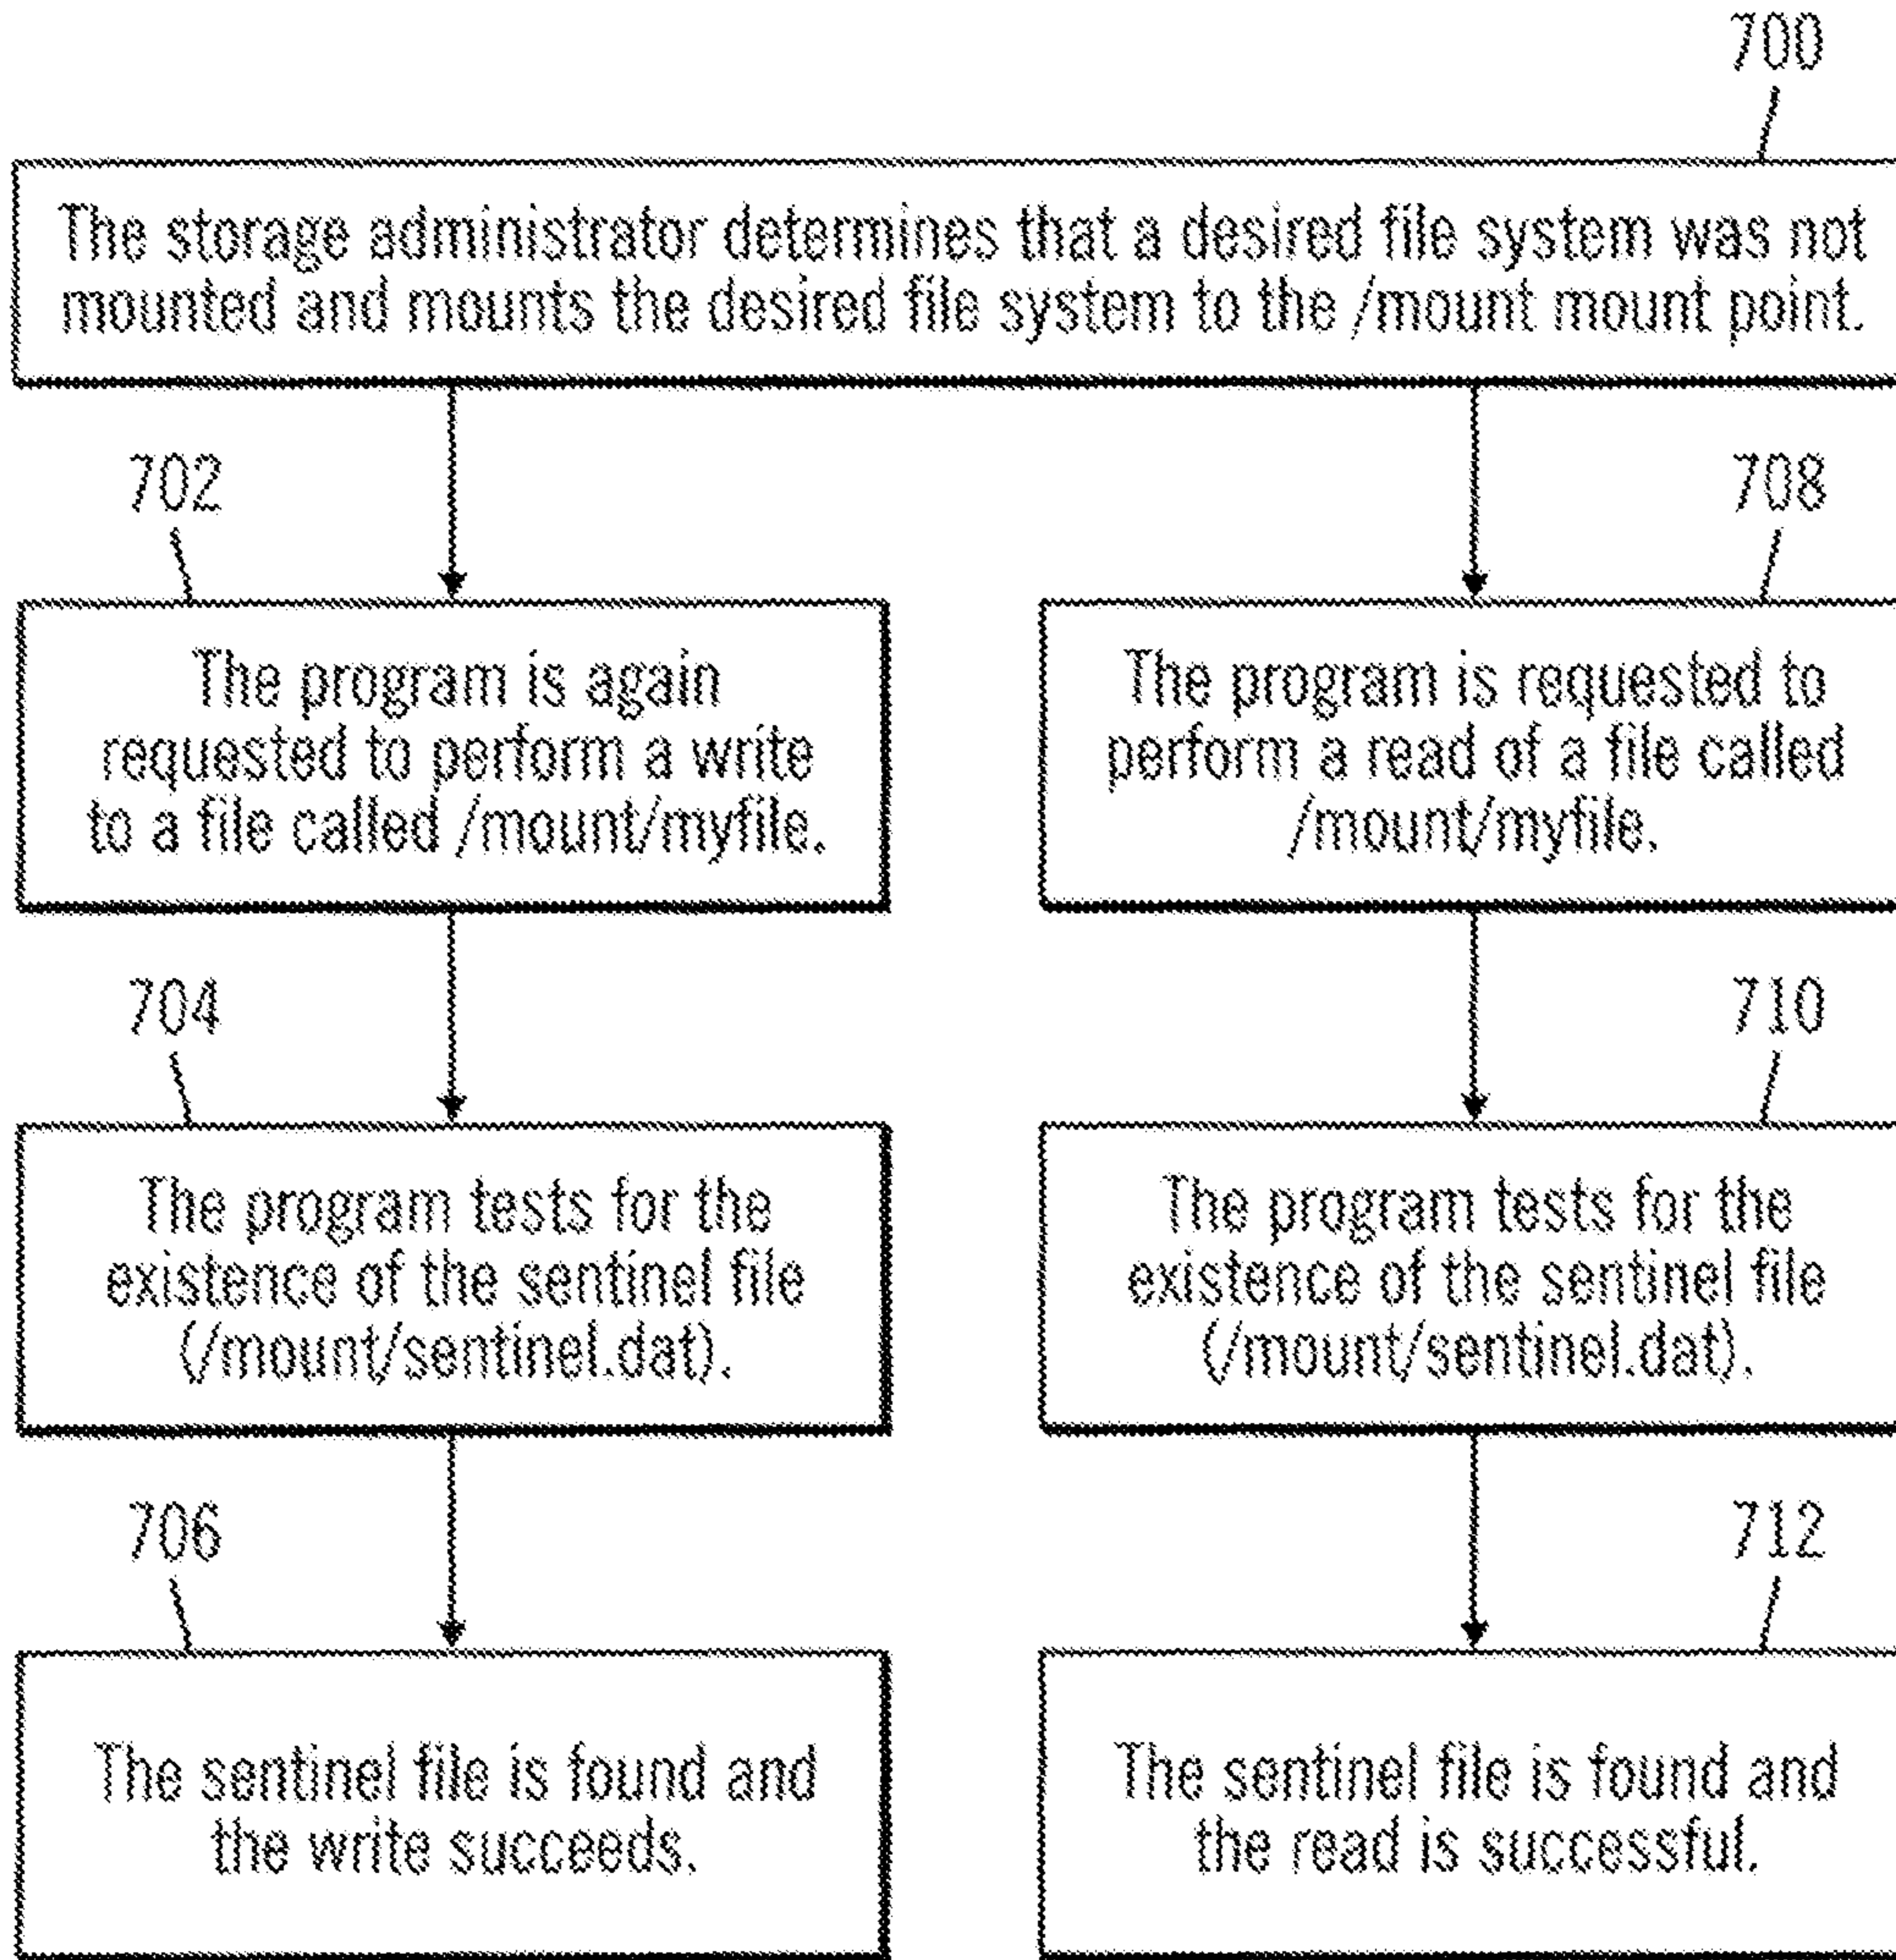 700
The storage administrator determines that a desired file system was not
mounted and mounts the desired file system to the /mount mount point.
702
The program is again
requested to perform a write
to a file called /mount/myfile.
704
The program tests for the
existence of the sentinel file
(/mount/sentinel.dat).
706
The sentinel file is found and
the write succeeds.
708
The program is requested to
perform a read of a file called
/mount/myfile.
710
The program tests for the
existence of the sentinel file
(/mount/sentinel.dat).
712
The sentinel file is found and
the read is successful.